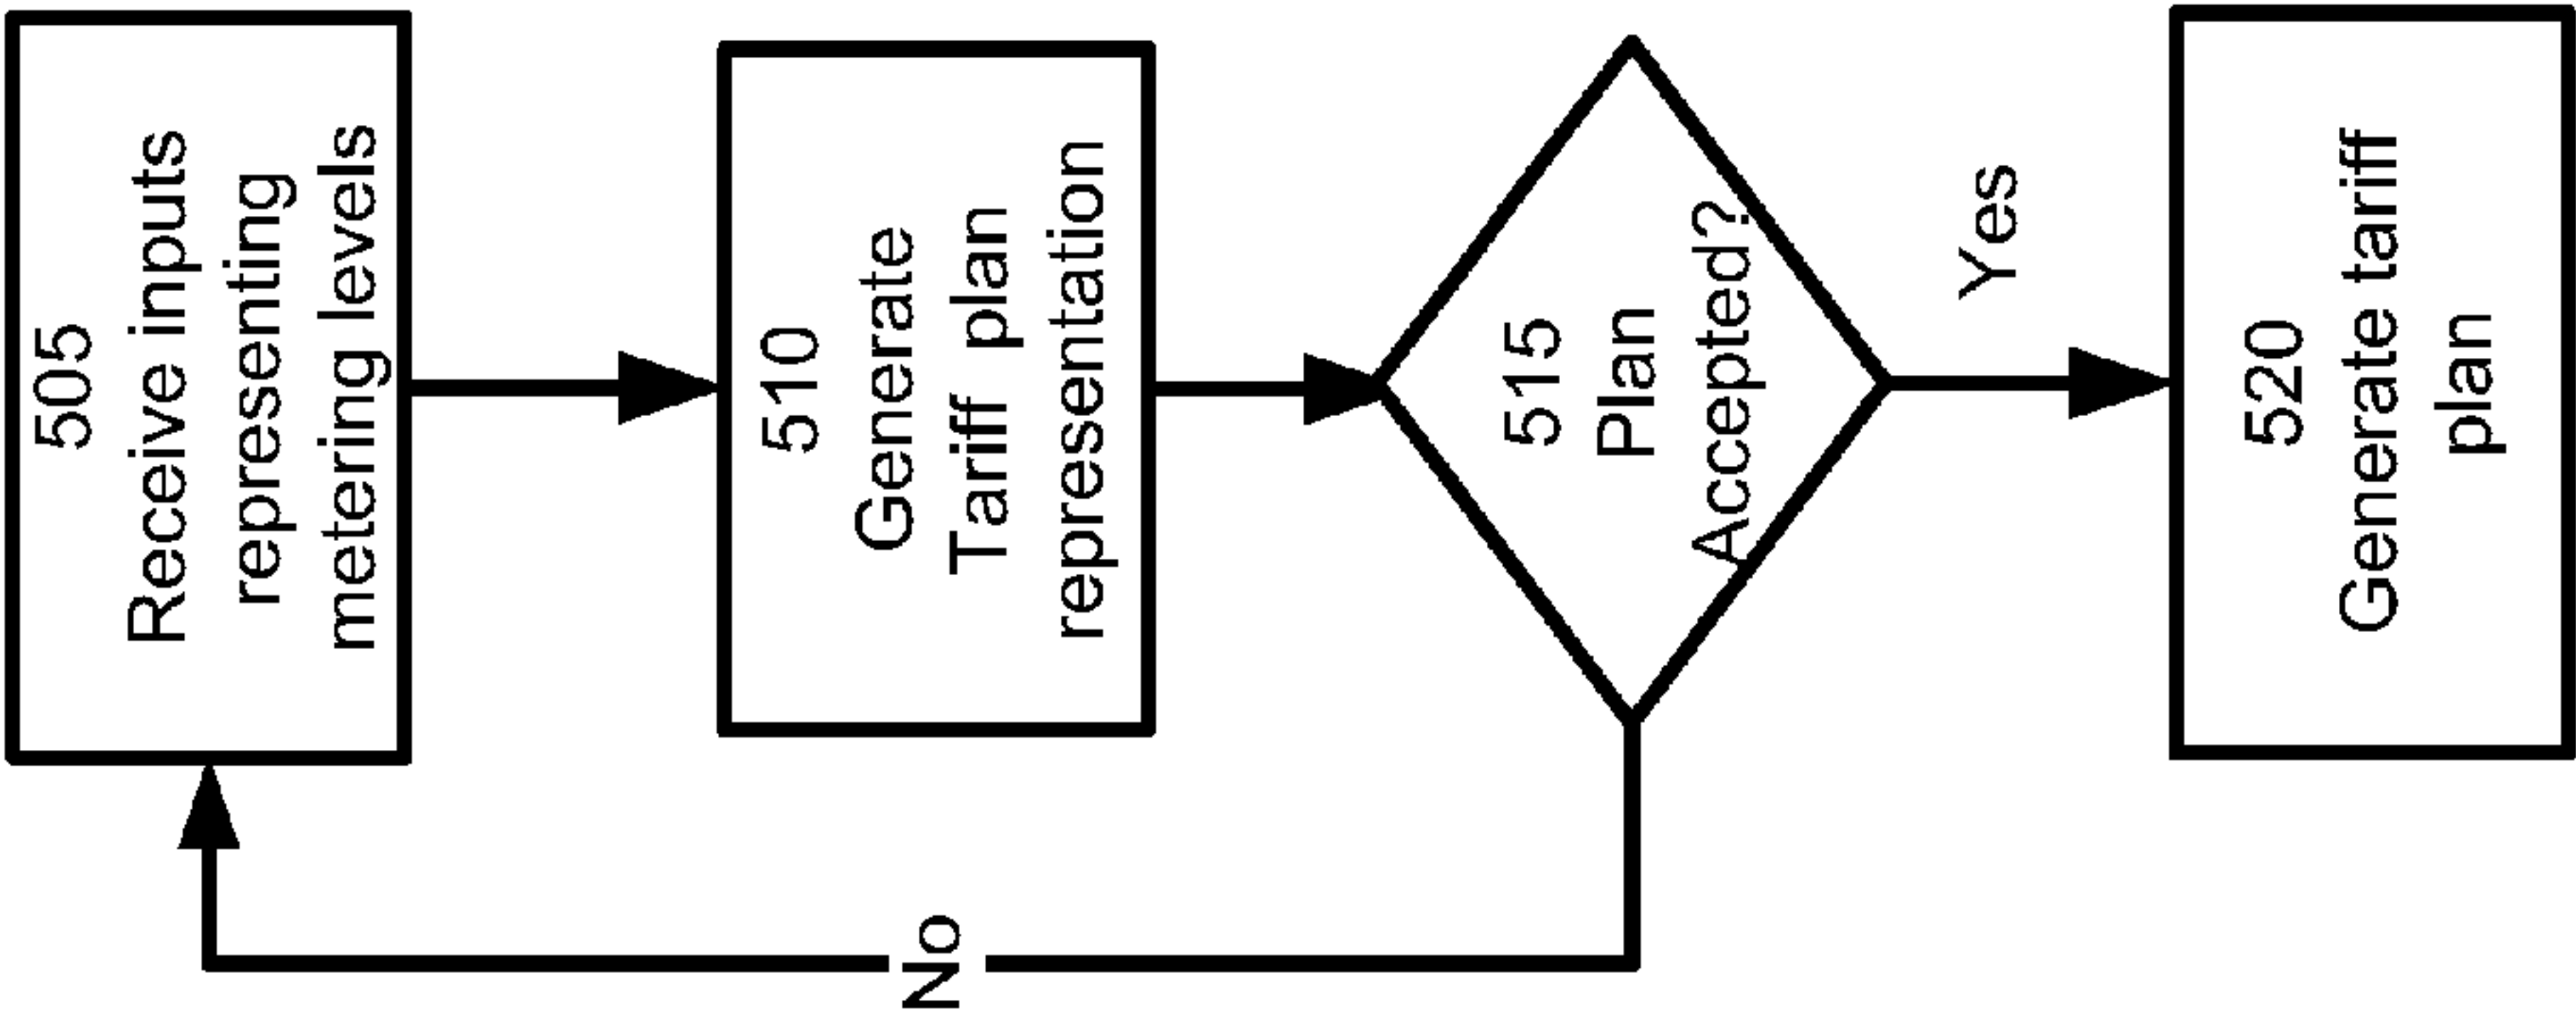 505
Receive inputs
representing
metering levels
510
Generate
Tariff plan
representation
515
Plan
Accepted?
No
Yes
520
Generate tariff
plan